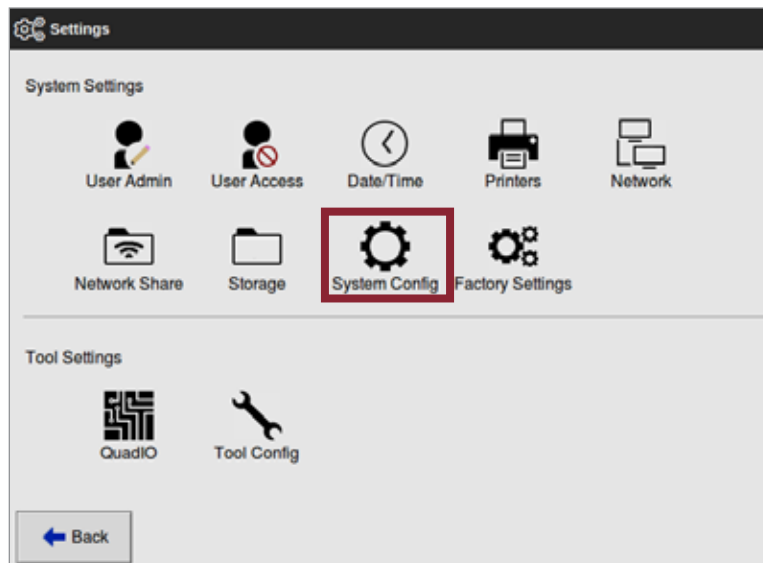 Settings
System Settings
User Admin User Access Date/Time Printers Network
Network Share Storage System Config Factory Settings
Tool Settings
QuadIO Tool Config
Back